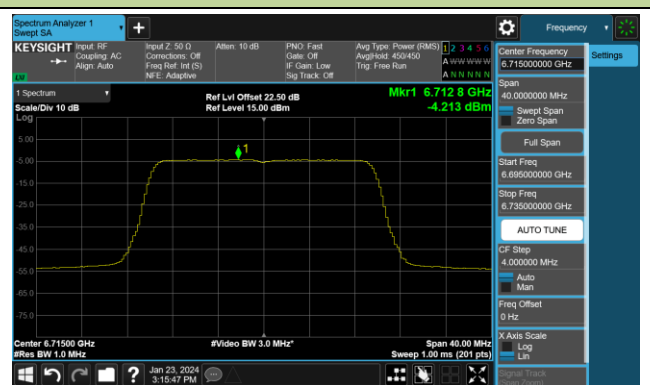 Spectrum Analyzer 1
Swept SA
Frequency
KEYSIGHT
Input: RF
Coupling: AC
Align: Auto
Input Z: 50 Ω
Corrections: Off
Freq Ref: Int (S)
NFE: Adaptive
Atten: 10 dB
PNO: Fast
Gate: Off
IF Gain: Low
Sig Track: Off
Avg Type: Power (RMS)
Avg|Hold: 450/450
Trig: Free Run
1 2 3 4 5 6
A W W W W W
A N N N N N
LXI
1 Spectrum
Scale/Div 10 dB
Log
Ref Lvl Offset 22.50 dB
Ref Level 15.00 dBm
Mkr1 6.712 8 GHz
-4.213 dBm
5.00
-5.00
-15.0
-25.0
-35.0
-45.0
-55.0
-65.0
-75.0
1
Center 6.71500 GHz
#Res BW 1.0 MHz
#Video BW 3.0 MHz*
Span 40.00 MHz
Sweep 1.00 ms (201 pts)
Jan 23, 2024
3:15:47 PM
Center Frequency
6.715000000 GHz
Settings
Span
40.0000000 MHz
Swept Span
Zero Span
Full Span
Start Freq
6.695000000 GHz
Stop Freq
6.735000000 GHz
AUTO TUNE
CF Step
4.000000 MHz
Auto
Man
Freq Offset
0 Hz
X Axis Scale
Log
Lin
Signal Track
(Span Zoom)